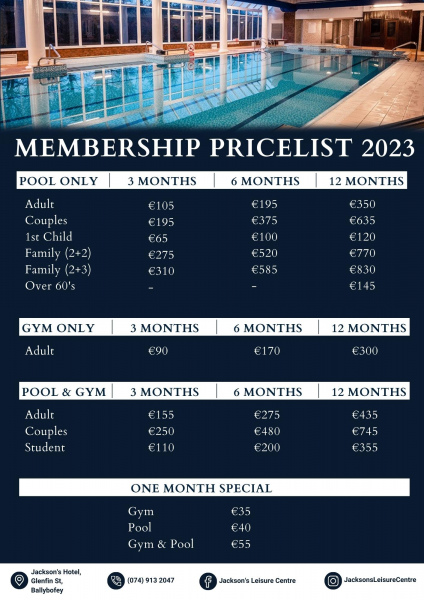 MEMBERSHIP PRICELIST 2023
POOL ONLY 3 MONTHS 6 MONTHS 12 MONTHS
Adult €105 €195 €350
Couples €195 €375 €635
1st Child €65 €100 €120
Family (2+2) €275 €520 €770
Family (2+3) €310 €585 €830
Over 60's - - €145
GYM ONLY 3 MONTHS 6 MONTHS 12 MONTHS
Adult €90 €170 €300
POOL & GYM 3 MONTHS 6 MONTHS 12 MONTHS
Adult €155 €275 €435
Couples €250 €480 €745
Student €110 €200 €355
ONE MONTH SPECIAL
Gym €35
Pool €40
Gym & Pool €55
Jackson's Hotel,
Glenfin St,
Ballybofey
(074) 913 2047
Jackson's Leisure Centre
JacksonsLeisureCentre